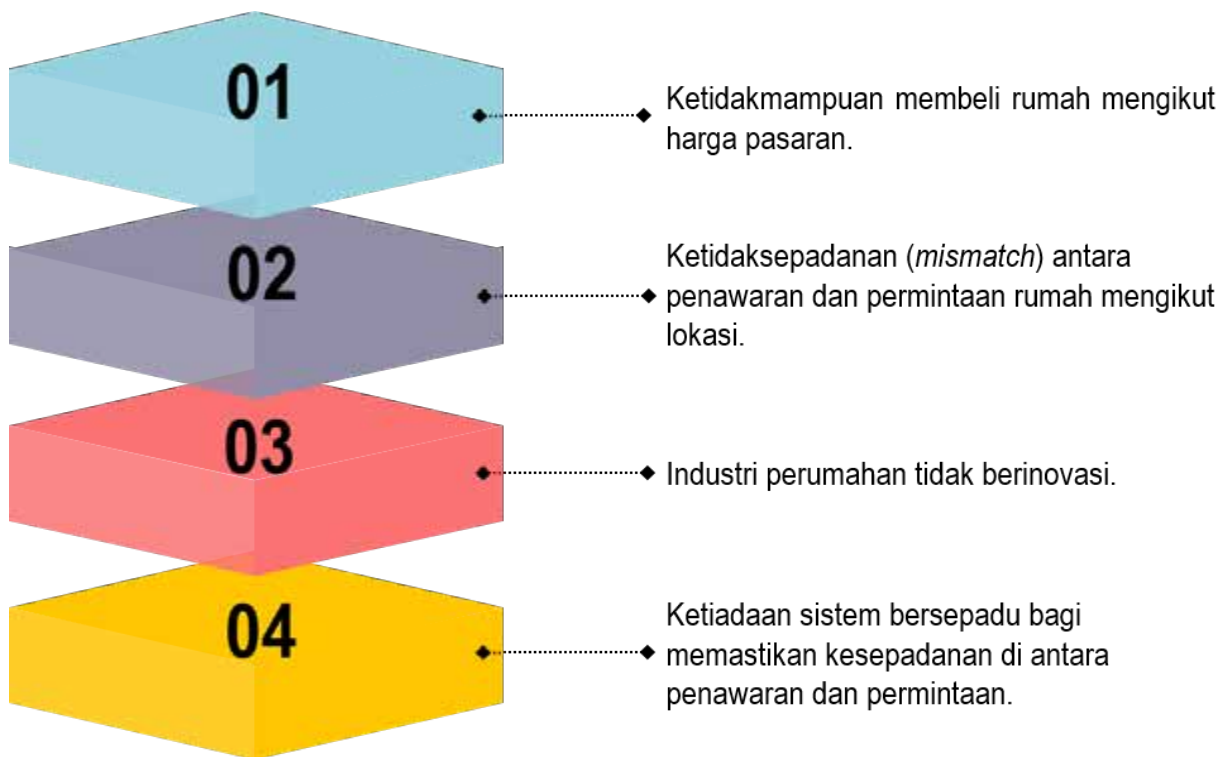 01
Ketidakmampuan membeli rumah mengikut
harga pasaran.
02
Ketidaksepadanan (mismatch) antara
penawaran dan permintaan rumah mengikut
lokasi.
03
Industri perumahan tidak berinovasi.
04
Ketiadaan sistem bersepadu bagi
memastikan kesepadanan di antara
penawaran dan permintaan.